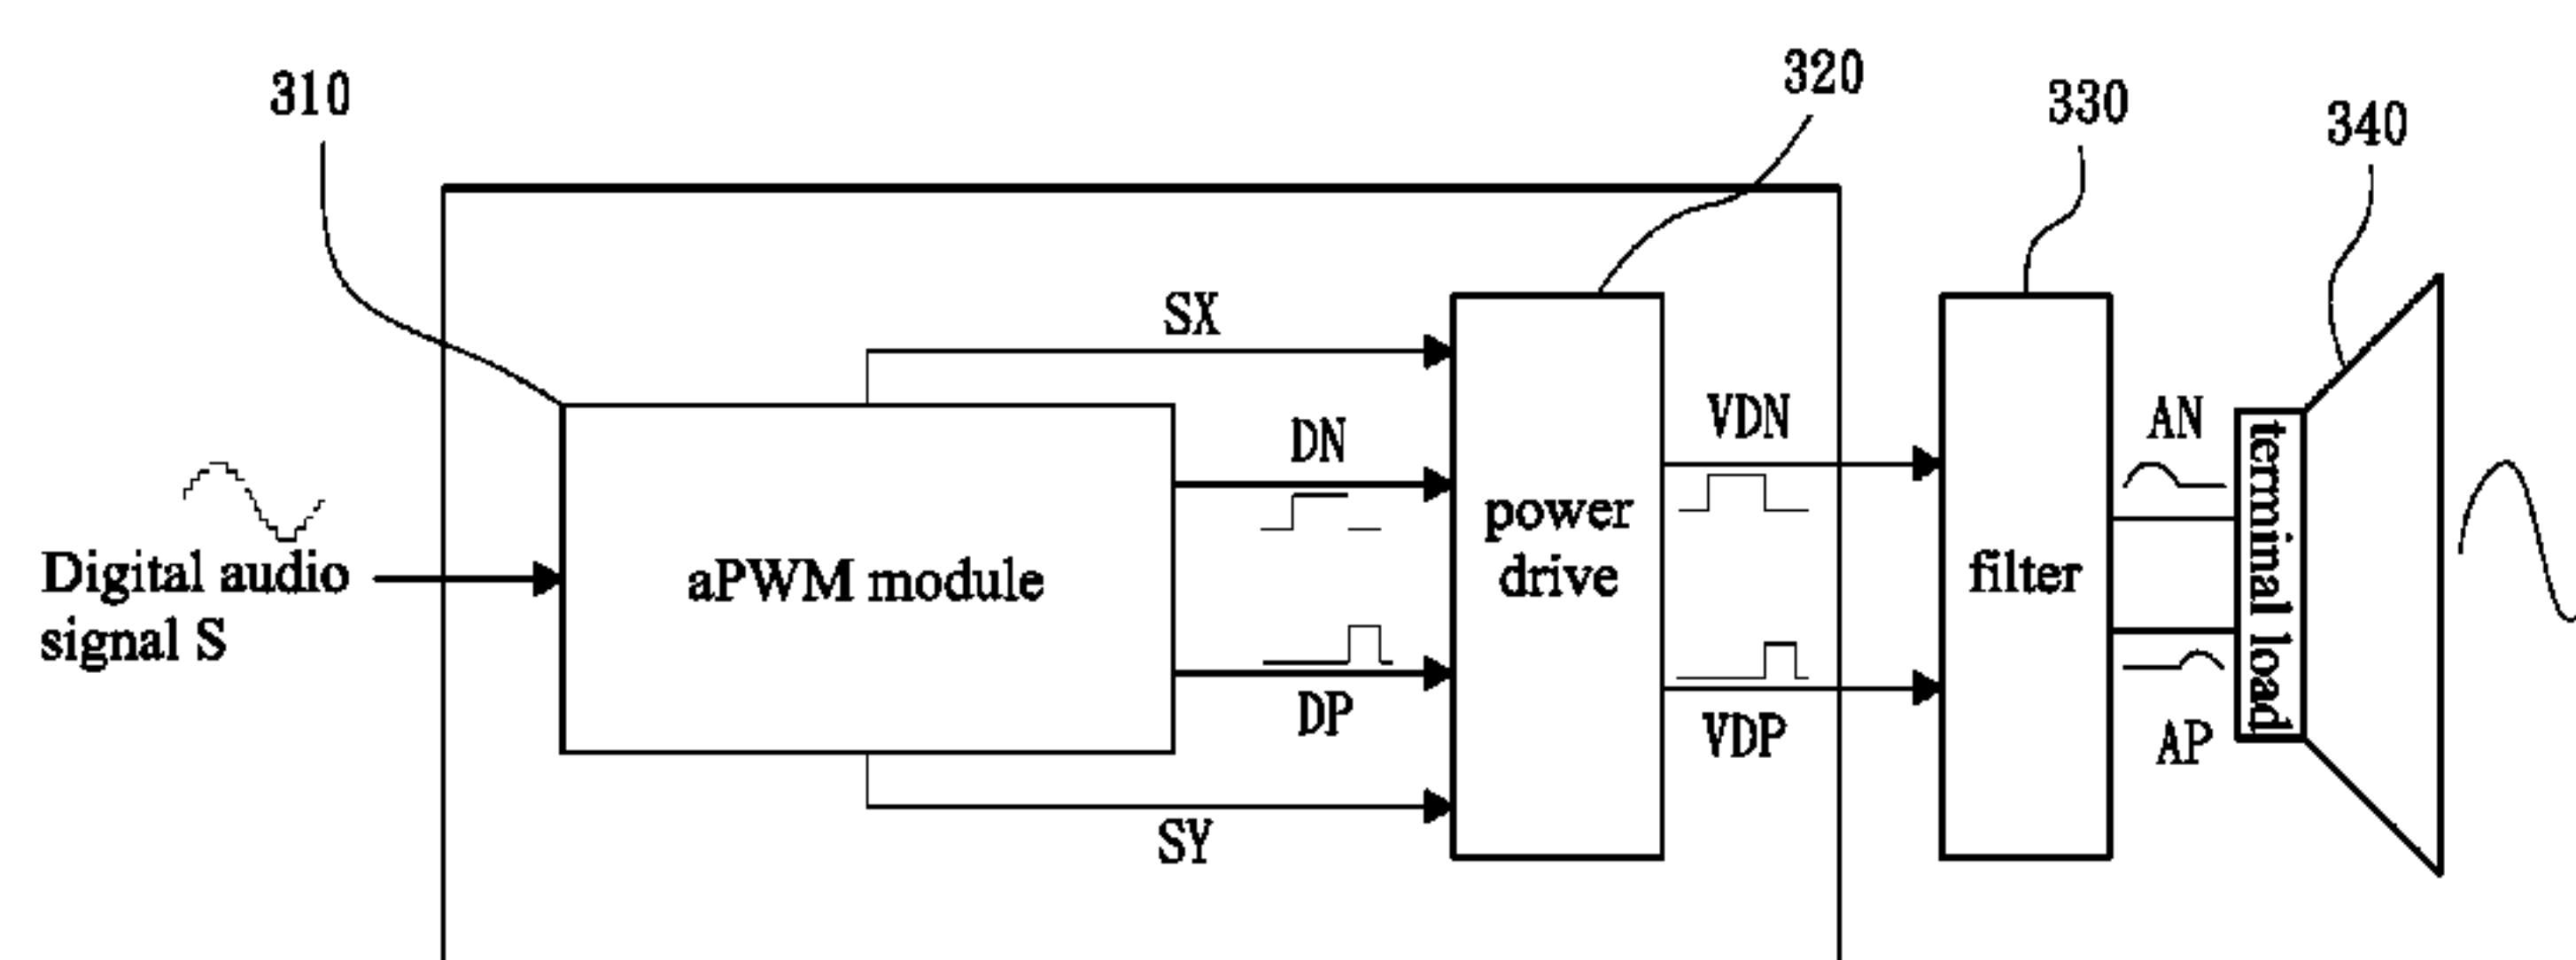 310
320
330
340
SX
DN
VDN
AN
Digital audio
signal S
aPWM module
power
drive
filter
terminal load
DP
VDP
AP
SY